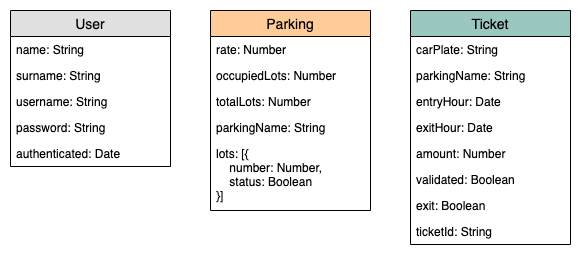 User
name: String
surname: String
username: String
password: String
authenticated: Date
Parking
rate: Number
occupiedLots: Number
totalLots: Number
parkingName: String
lots: [{
number: Number,
status: Boolean
}]
Ticket
carPlate: String
parkingName: String
entryHour: Date
exitHour: Date
amount: Number
validated: Boolean
exit: Boolean
ticketId: String